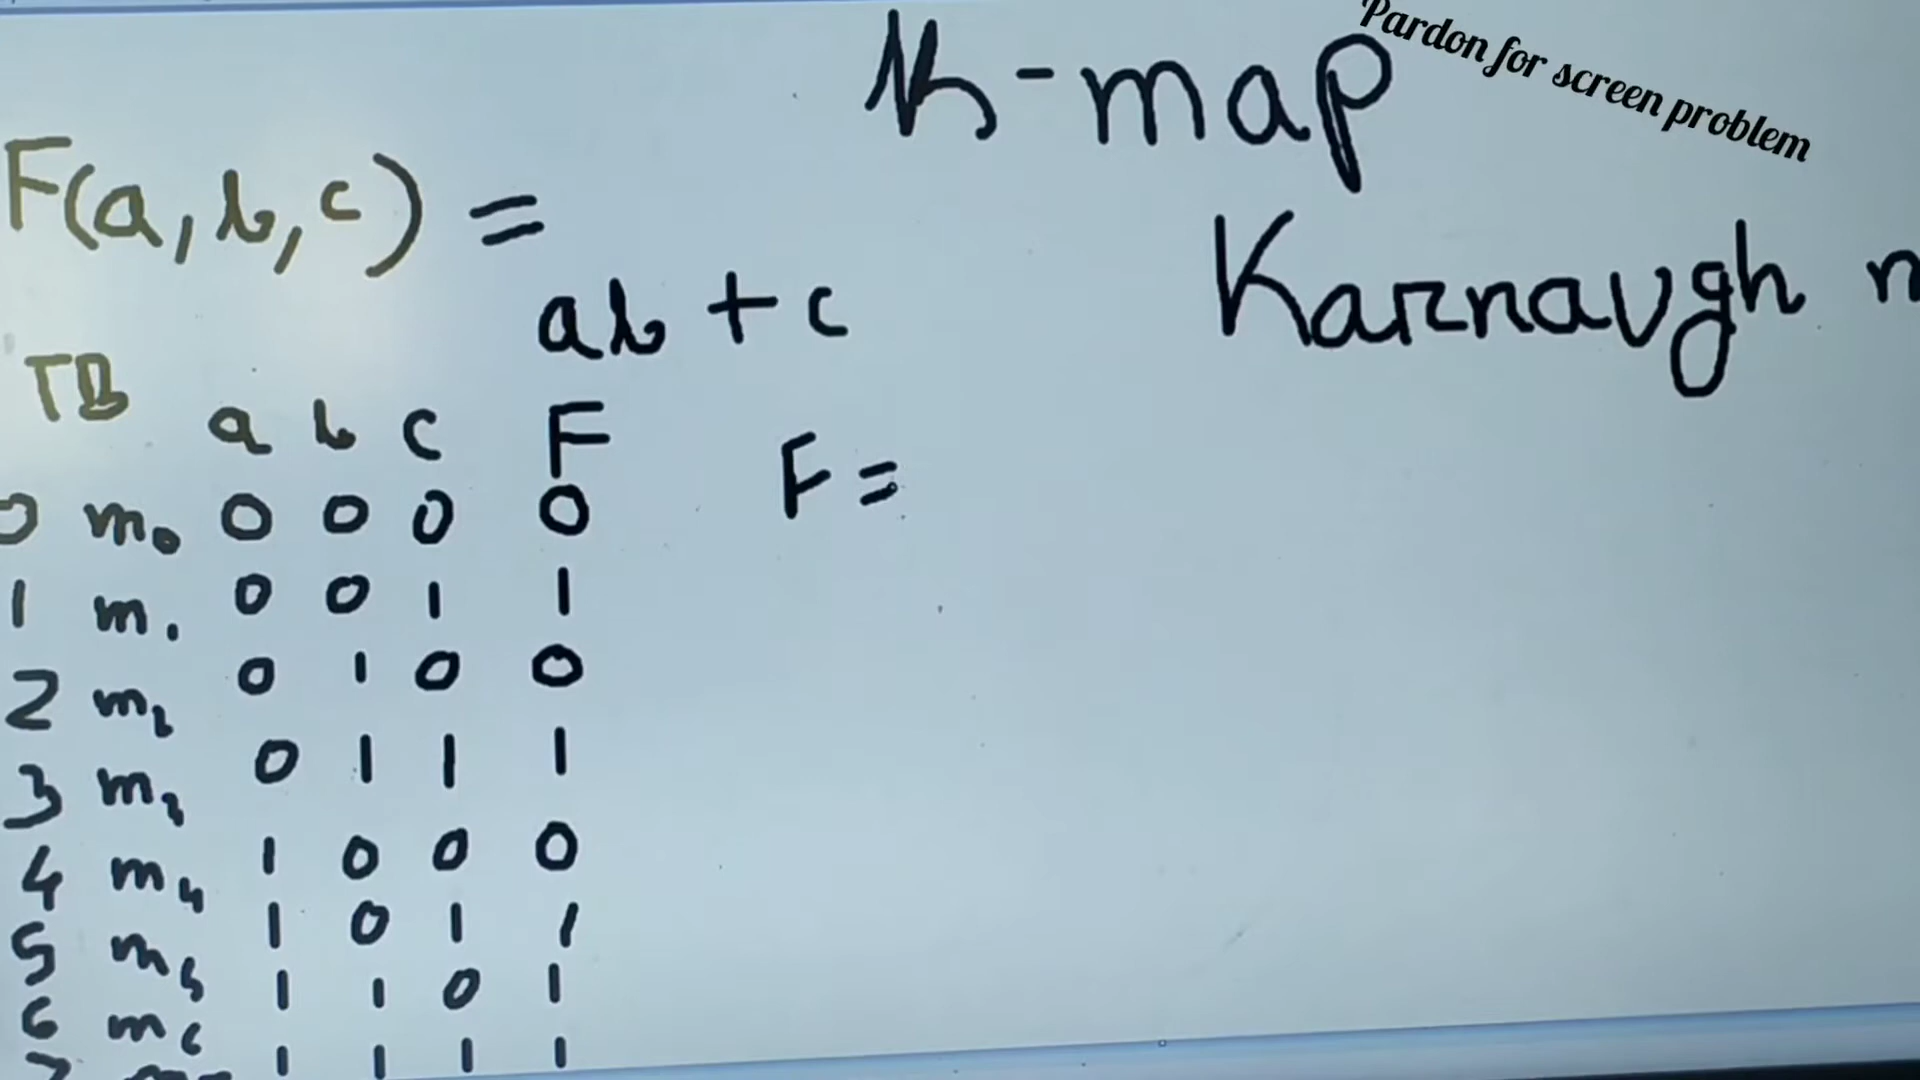 K-map
Pardon for screen problem
F(a, b, c) =
ab + c
Karnaugh
TB
a b c F
F =
0 m0 0 0 0 0
1 m1 0 0 1 1
2 m2 0 1 0 0
3 m3 0 1 1 1
4 m4 1 0 0 0
5 m5 1 0 1 1
6 m6 1 1 0 1
7 1 1 1 1